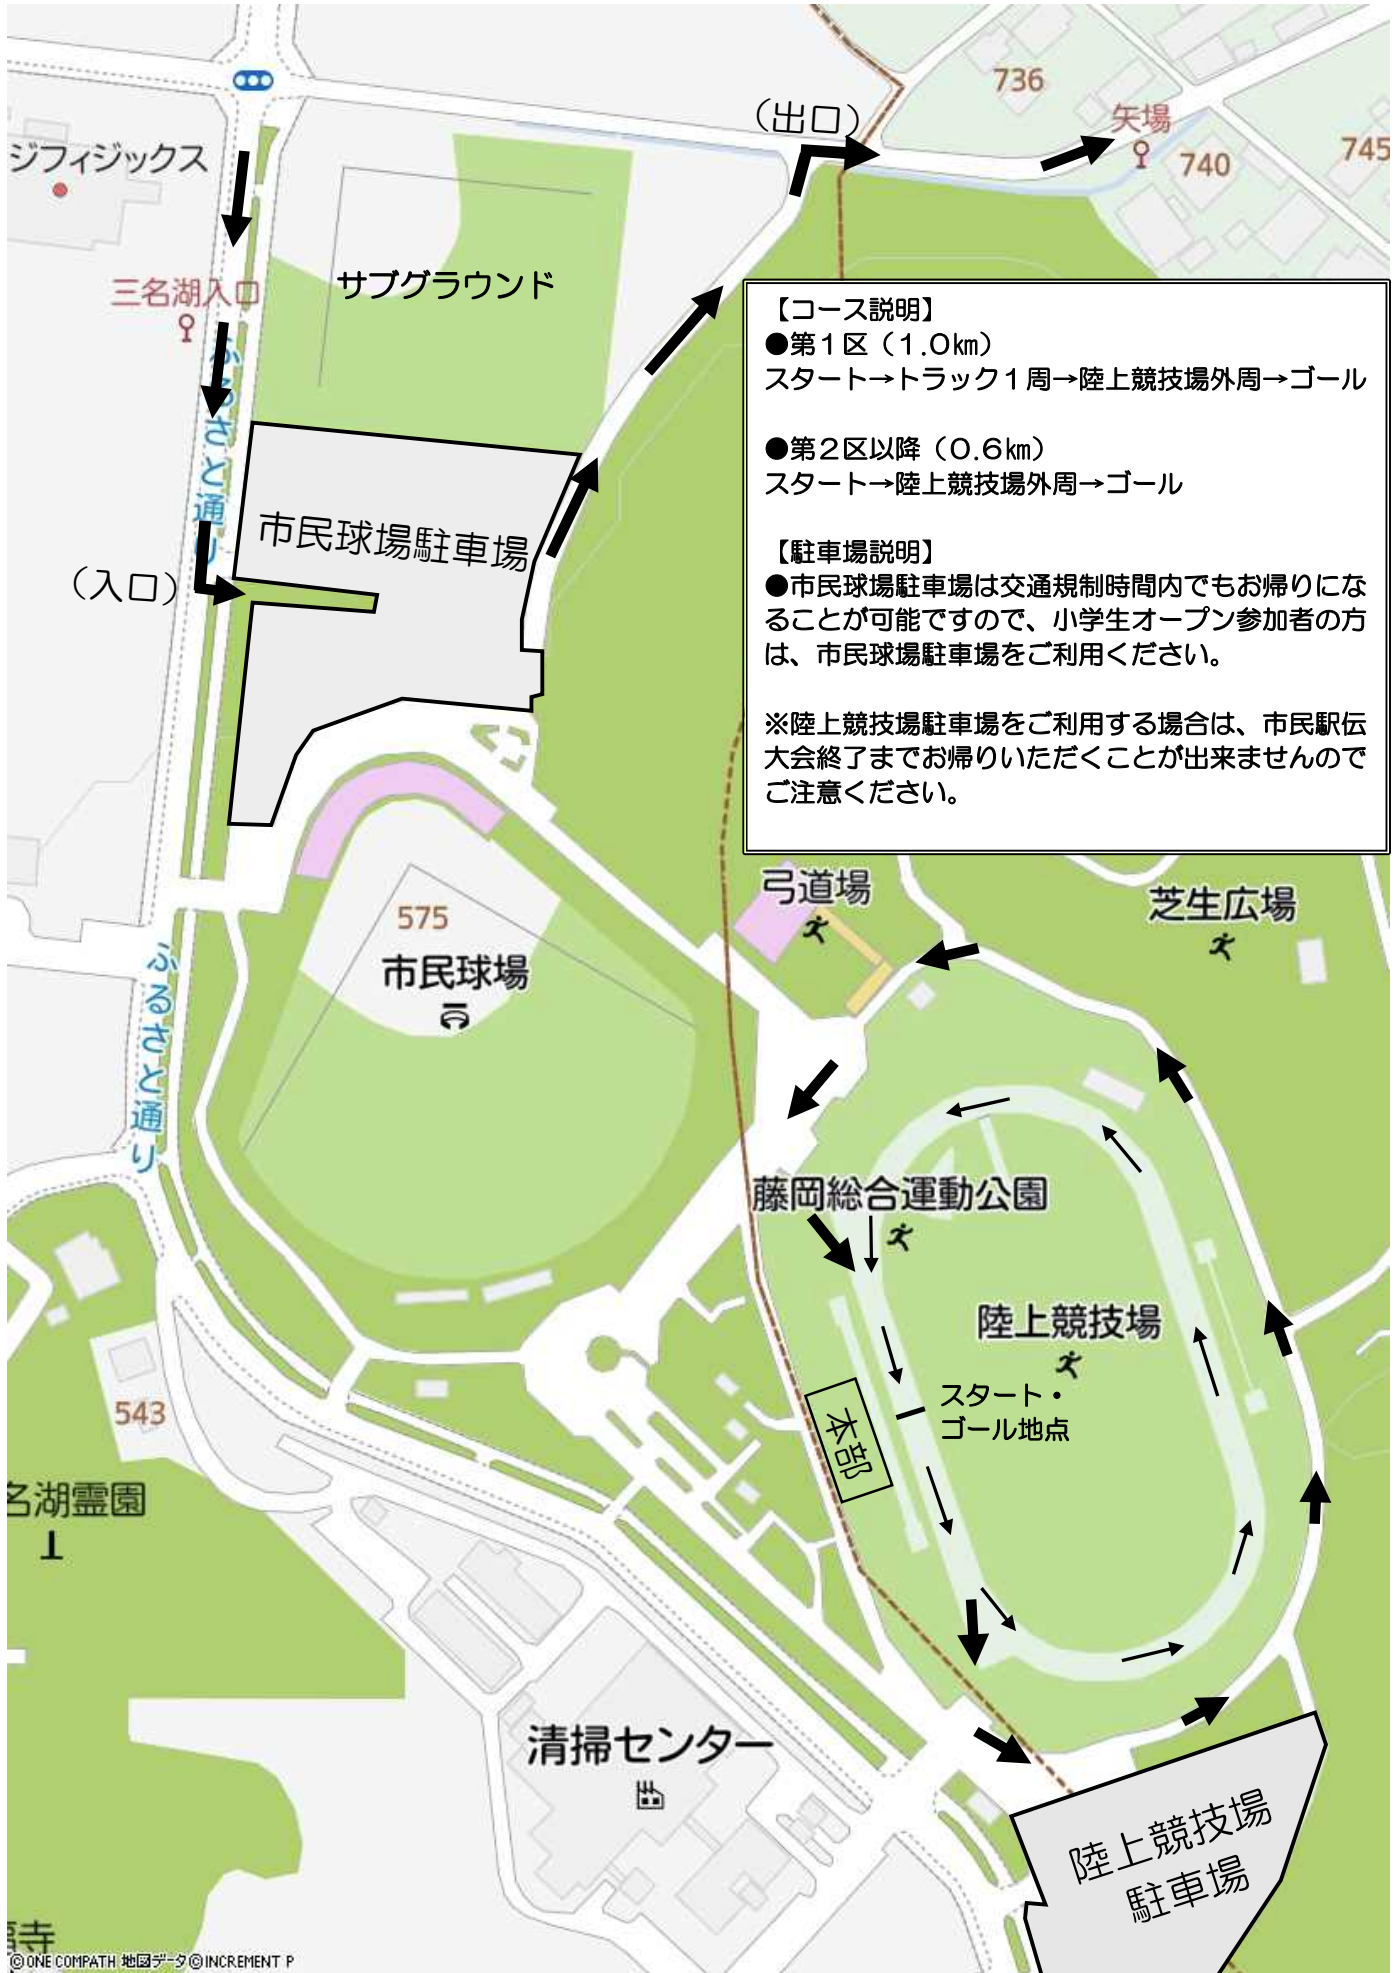 736
(出口)
矢場
740
745
ジフィジックス
三名湖入口
サブグラウンド
ふるさと通り
市民球場駐車場
(入口)
【コース説明】
●第1区(1.0㎞)
スタート→トラック1周→陸上競技場外周→ゴール
●第2区以降(0.6㎞)
スタート→陸上競技場外周→ゴール
【駐車場説明】
●市民球場駐車場は交通規制時間内でもお帰りにな
ることが可能ですので、小学生オープン参加者の方
は、市民球場駐車場をご利用ください。
※陸上競技場駐車場をご利用する場合は、市民駅伝
大会終了までお帰りいただくことが出来ませんので
ご注意ください。
弓道場
芝生広場
575
市民球場
ふるさと通り
藤岡総合運動公園
陸上競技場
スタート・
ゴール地点
本部
543
名湖霊園
清掃センター
陸上競技場
駐車場
寺
©ONE COMPATH 地図データ©INCREMENT P